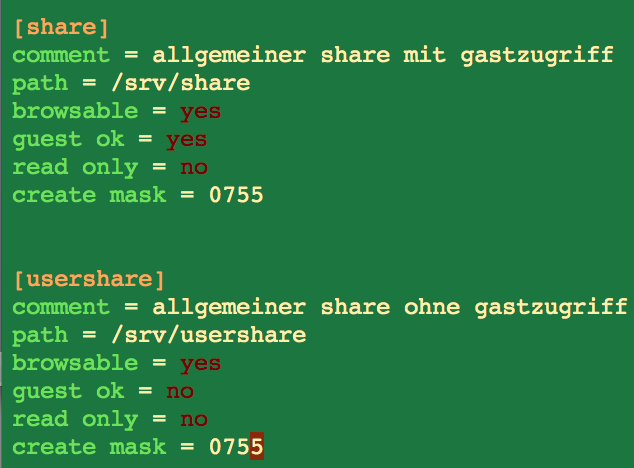 [share]
comment = allgemeiner share mit gastzugriff
path = /srv/share
browsable = yes
guest ok = yes
read only = no
create mask = 0755
[usershare]
comment = allgemeiner share ohne gastzugriff
path = /srv/usershare
browsable = yes
guest ok = no
read only = no
create mask = 0755